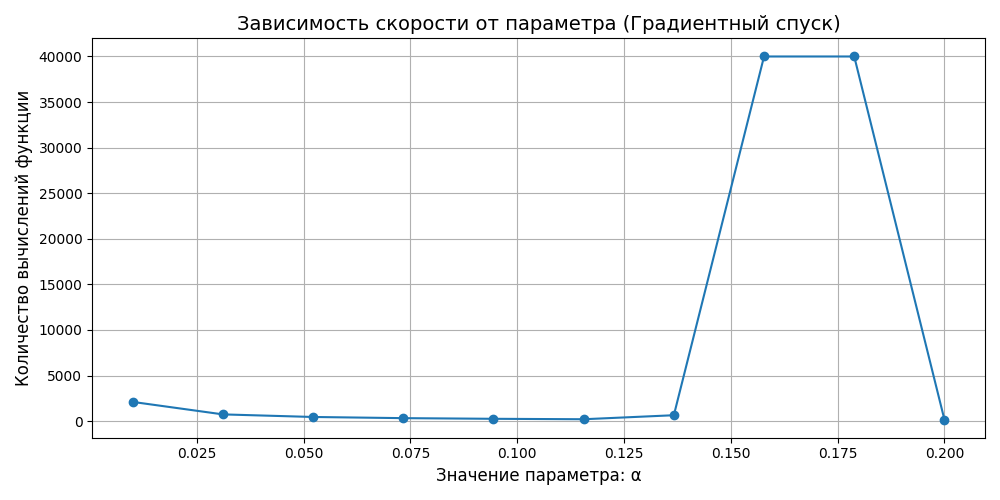 Зависимость скорости от параметра (Градиентный спуск)
Количество вычислений функции
40000
35000
30000
25000
20000
15000
10000
5000
0
0.025 0.050 0.075 0.100 0.125 0.150 0.175 0.200
Значение параметра: α